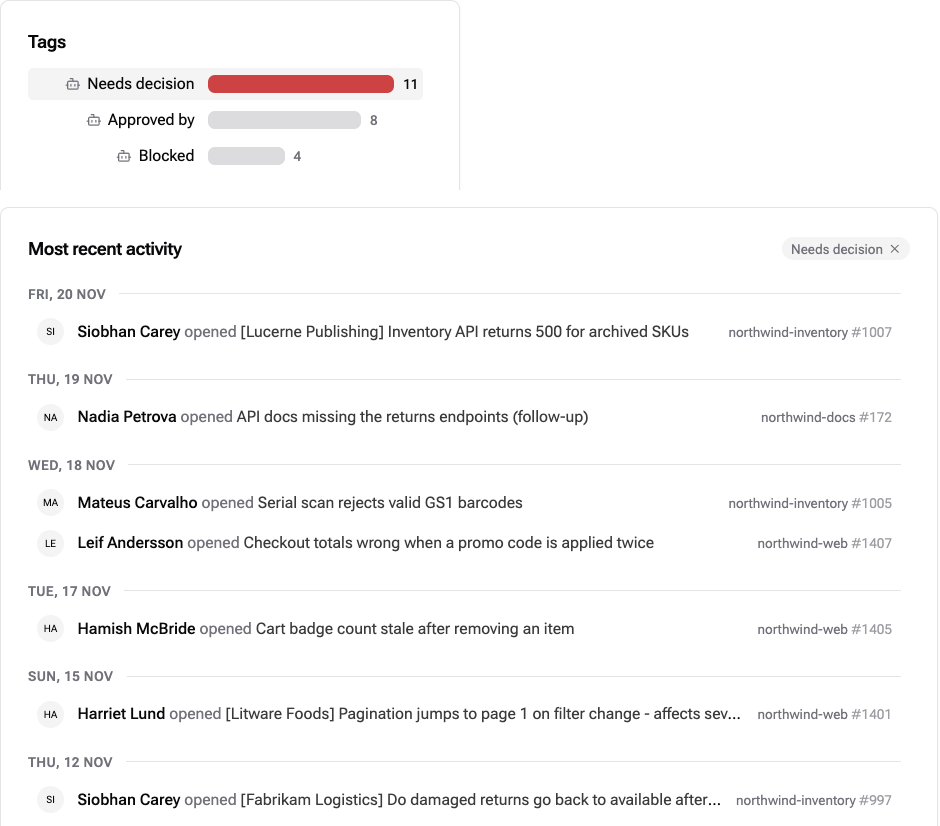 Tags
Needs decision 11
Approved by 8
Blocked 4
Most recent activity Needs decision
FRI, 20 NOV
SI Siobhan Carey opened [Lucerne Publishing] Inventory API returns 500 for archived SKUs northwind-inventory #1007
THU, 19 NOV
NA Nadia Petrova opened API docs missing the returns endpoints (follow-up) northwind-docs #172
WED, 18 NOV
MA Mateus Carvalho opened Serial scan rejects valid GS1 barcodes northwind-inventory #1005
LE Leif Andersson opened Checkout totals wrong when a promo code is applied twice northwind-web #1407
TUE, 17 NOV
HA Hamish McBride opened Cart badge count stale after removing an item northwind-web #1405
SUN, 15 NOV
HA Harriet Lund opened [Litware Foods] Pagination jumps to page 1 on filter change - affects sev... northwind-web #1401
THU, 12 NOV
SI Siobhan Carey opened [Fabrikam Logistics] Do damaged returns go back to available after... northwind-inventory #997